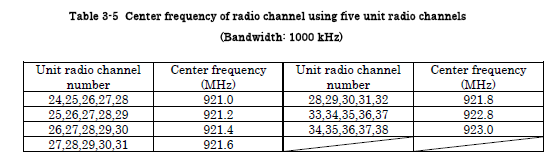 Table 3-5 Center frequency of radio channel using five unit radio channels
(Bandwidth: 1000 kHz)
Unit radio channel number Center frequency (MHz) Unit radio channel number Center frequency (MHz)
24,25,26,27,28 921.0 28,29,30,31,32 921.8
25,26,27,28,29 921.2 33,34,35,36,37 922.8
26,27,28,29,30 921.4 34,35,36,37,38 923.0
27,28,29,30,31 921.6